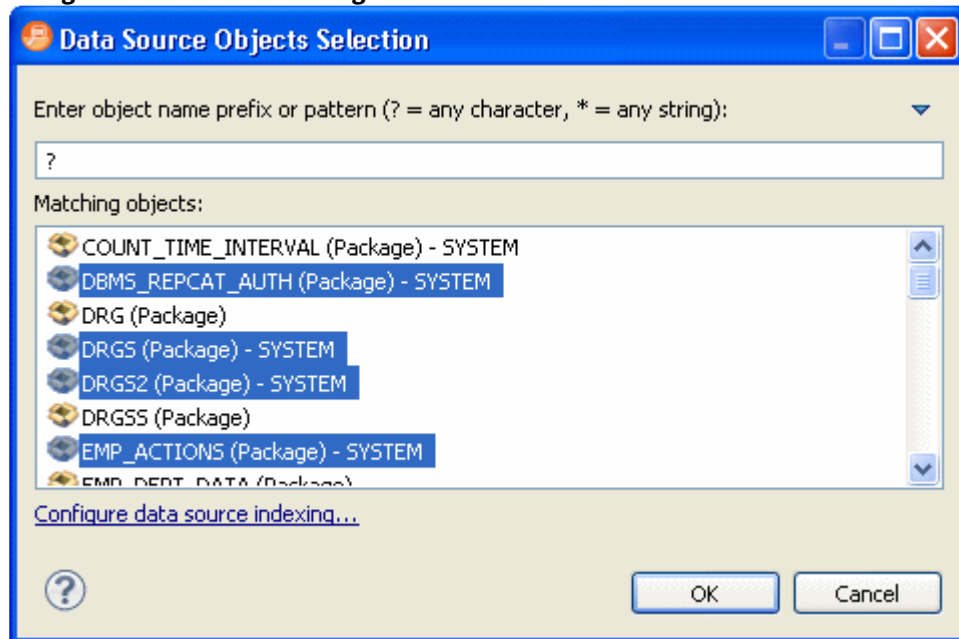 Data Source Objects Selection
Enter object name prefix or pattern (? = any character, * = any string):
?
Matching objects:
COUNT_TIME_INTERVAL (Package) - SYSTEM
DBMS_REPCAT_AUTH (Package) - SYSTEM
DRG (Package)
DRGS (Package) - SYSTEM
DRGS2 (Package) - SYSTEM
DRGSS (Package)
EMP_ACTIONS (Package) - SYSTEM
EMP_DEPT_DATA (Package)
Configure data source indexing...
?
OK Cancel